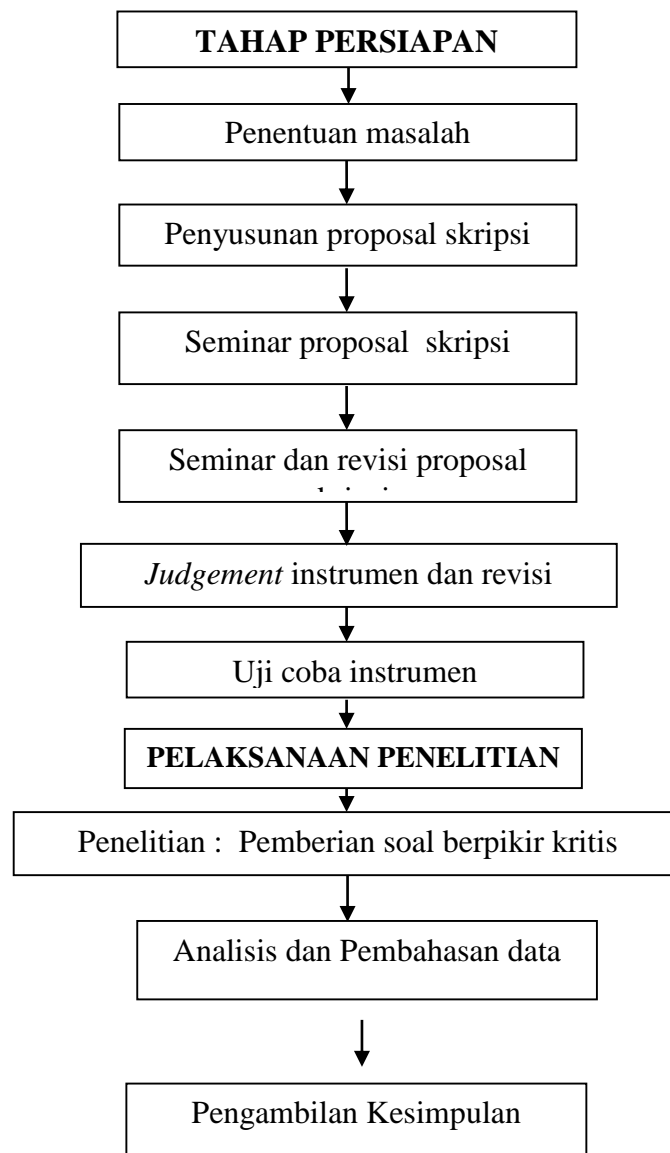 TAHAP PERSIAPAN
Penentuan masalah
Penyusunan proposal skripsi
Seminar proposal  skripsi
Seminar dan revisi proposal
Judgement instrumen dan revisi
Uji coba instrumen
PELAKSANAAN PENELITIAN
Penelitian :  Pemberian soal berpikir kritis
Analisis dan Pembahasan data
Pengambilan Kesimpulan